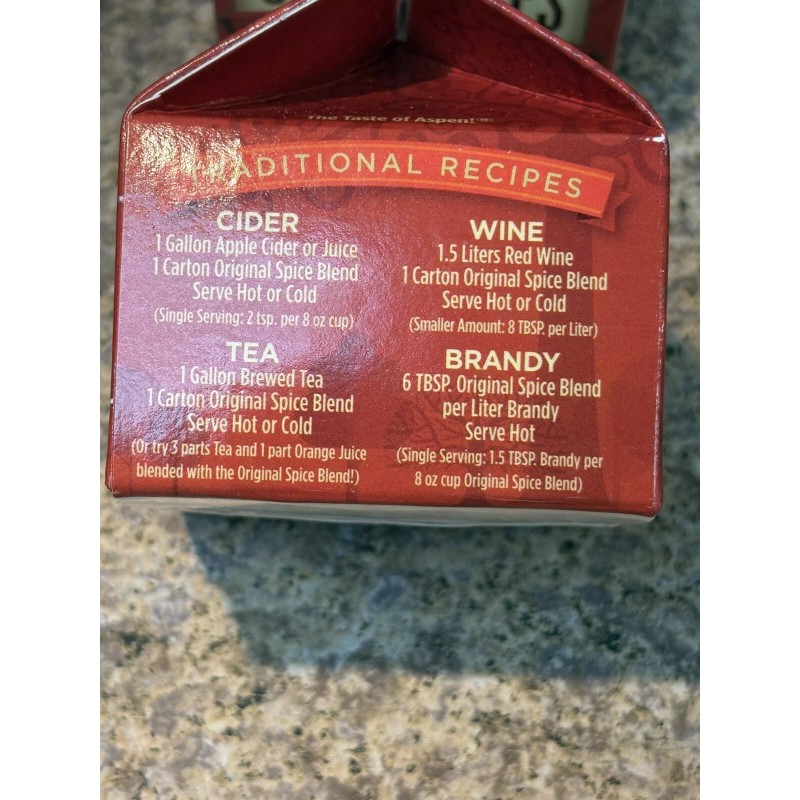 The Taste of Aspen!®
TRADITIONAL RECIPES
CIDER
1 Gallon Apple Cider or Juice
1 Carton Original Spice Blend
Serve Hot or Cold
(Single Serving: 2 tsp. per 8 oz cup)
WINE
1.5 Liters Red Wine
1 Carton Original Spice Blend
Serve Hot or Cold
(Smaller Amount: 8 TBSP. per Liter)
TEA
1 Gallon Brewed Tea
1 Carton Original Spice Blend
Serve Hot or Cold
(Or try 3 parts Tea and 1 part Orange Juice
blended with the Original Spice Blend!)
BRANDY
6 TBSP. Original Spice Blend
per Liter Brandy
Serve Hot
(Single Serving: 1.5 TBSP. Brandy per
8 oz cup Original Spice Blend)